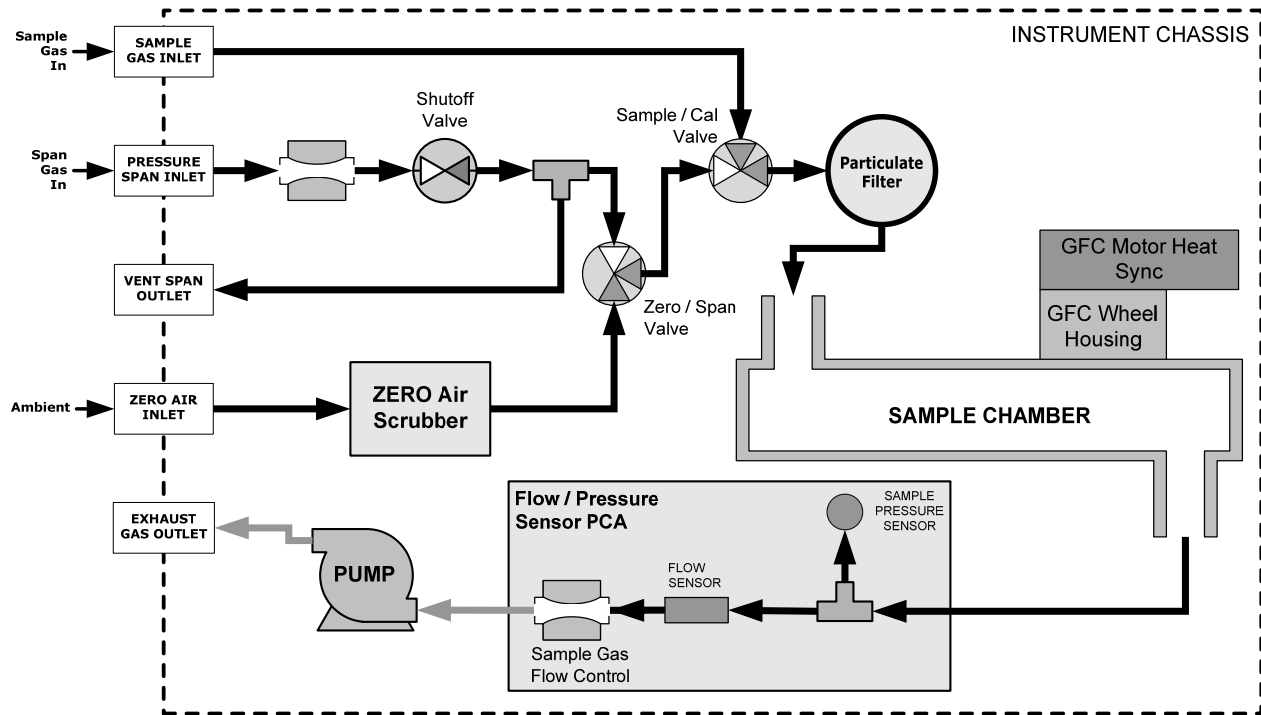 INSTRUMENT CHASSIS
Sample
Gas
In
SAMPLE
GAS INLET
Shutoff
Valve
Sample / Cal
Valve
Span
Gas
In
PRESSURE
SPAN INLET
Particulate
Filter
GFC Motor Heat
Sync
VENT SPAN
OUTLET
Zero / Span
Valve
GFC Wheel
Housing
Ambient
ZERO AIR
INLET
ZERO Air
Scrubber
SAMPLE CHAMBER
EXHAUST
GAS OUTLET
PUMP
Flow / Pressure
Sensor PCA
SAMPLE
PRESSURE
SENSOR
FLOW
SENSOR
Sample Gas
Flow Control